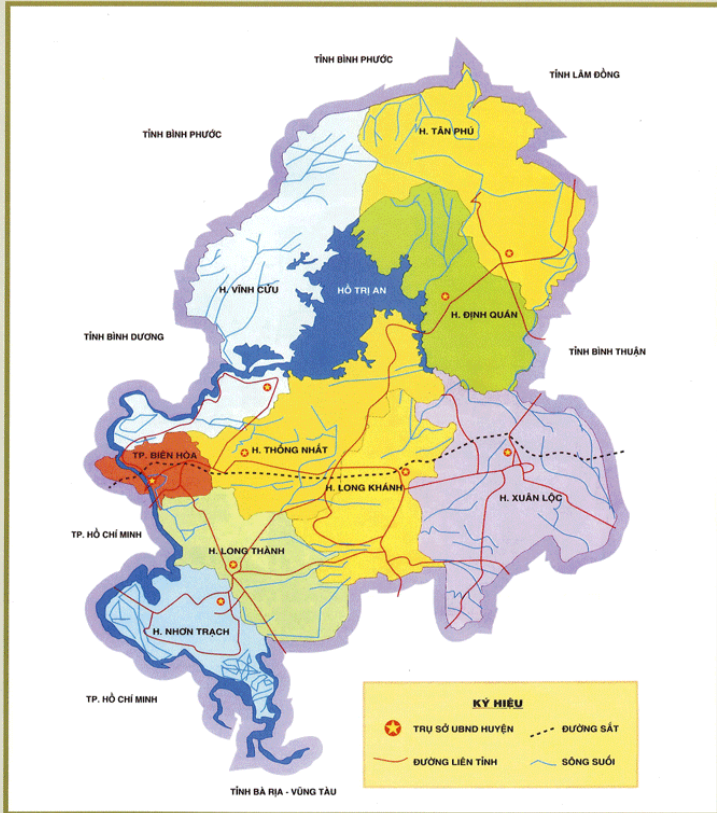 TỈNH BÌNH PHƯỚC
TỈNH LÂM ĐỒNG
TỈNH BÌNH PHƯỚC
H. TÂN PHÚ
H. VĨNH CỬU
HỒ TRỊ AN
H. ĐỊNH QUÁN
TỈNH BÌNH DƯƠNG
TỈNH BÌNH THUẬN
TP. BIÊN HÒA
H. THỐNG NHẤT
H. LONG KHÁNH
H. XUÂN LỘC
TP. HỒ CHÍ MINH
H. LONG THÀNH
H. NHƠN TRẠCH
TP. HỒ CHÍ MINH
KÝ HIỆU
TRỤ SỞ UBND HUYỆN
ĐƯỜNG SẮT
ĐƯỜNG LIÊN TỈNH
SÔNG SUỐI
TỈNH BÀ RỊA - VŨNG TÀU